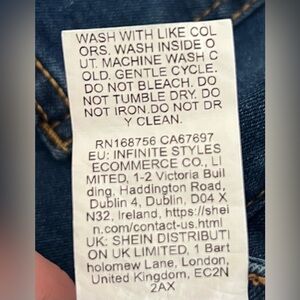 WASH WITH LIKE COL
ORS. WASH INSIDE O
UT. MACHINE WASH C
OLD. GENTLE CYCLE.
DO NOT BLEACH. DO
NOT TUMBLE DRY. DO
NOT IRON.DO NOT DR
Y CLEAN.
RN168756 CA67697
EU: INFINITE STYLES
ECOMMERCE CO., LI
MITED, 1-2 Victoria Buil
ding, Haddington Road,
Dublin 4, Dublin, D04 X
N32, Ireland, https://shei
n.com/contact-us.html
UK: SHEIN DISTRIBUTI
ON UK LIMITED, 1 Bart
holomew Lane, London,
United Kingdom, EC2N
2AX